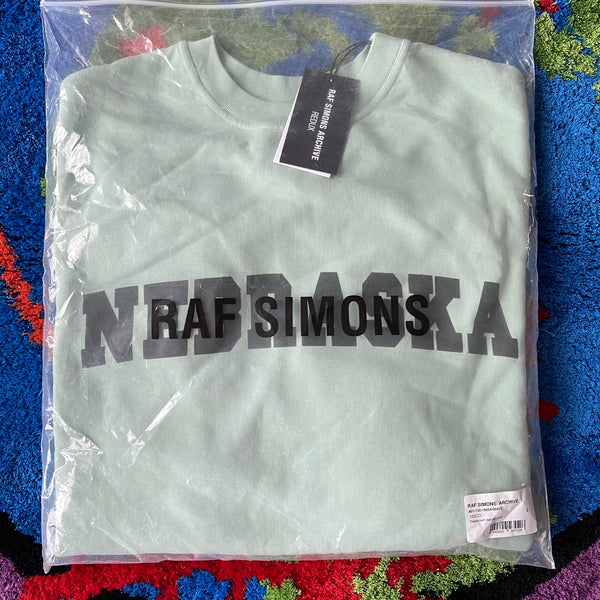 RAF SIMONS ARCHIVE
REDUX
NEBRASKA
RAF SIMONS
RAF SIMONS ARCHIVE